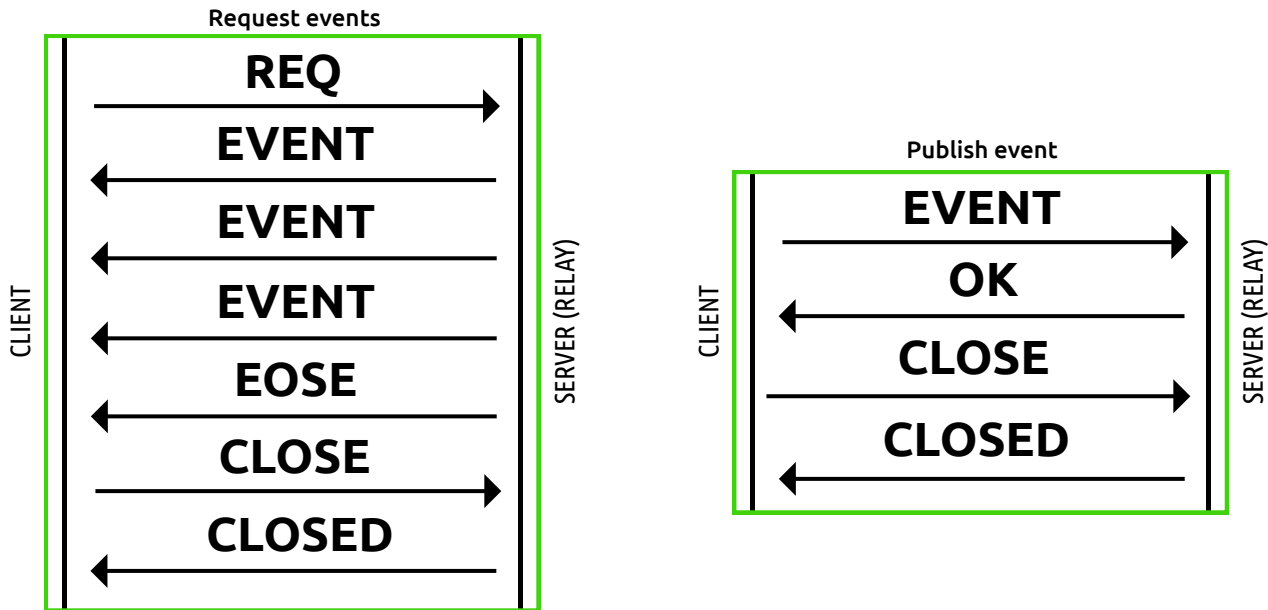 Request events
REQ
EVENT
EVENT
EVENT
EOSE
CLOSE
CLOSED
CLIENT
SERVER (RELAY)
Publish event
EVENT
OK
CLOSE
CLOSED
CLIENT
SERVER (RELAY)